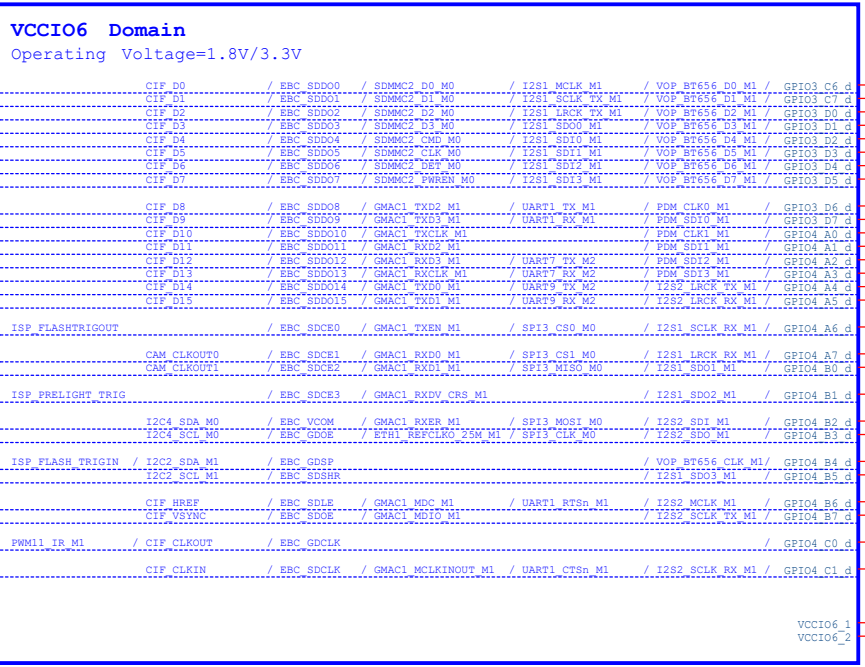 VCCIO6 Domain
Operating Voltage=1.8V/3.3V
CIF_D0 / EBC_SDDO0 / SDMMC2_D0_M0 / I2S1_MCLK_M1 / VOP_BT656_D0_M1 / GPIO3_C6_d
CIF_D1 / EBC_SDDO1 / SDMMC2_D1_M0 / I2S1_SCLK_TX_M1 / VOP_BT656_D1_M1 / GPIO3_C7_d
CIF_D2 / EBC_SDDO2 / SDMMC2_D2_M0 / I2S1_LRCK_TX_M1 / VOP_BT656_D2_M1 / GPIO3_D0_d
CIF_D3 / EBC_SDDO3 / SDMMC2_D3_M0 / I2S1_SDO0_M1 / VOP_BT656_D3_M1 / GPIO3_D1_d
CIF_D4 / EBC_SDDO4 / SDMMC2_CMD_M0 / I2S1_SDI0_M1 / VOP_BT656_D4_M1 / GPIO3_D2_d
CIF_D5 / EBC_SDDO5 / SDMMC2_CLK_M0 / I2S1_SDI1_M1 / VOP_BT656_D5_M1 / GPIO3_D3_d
CIF_D6 / EBC_SDDO6 / SDMMC2_DET_M0 / I2S1_SDI2_M1 / VOP_BT656_D6_M1 / GPIO3_D4_d
CIF_D7 / EBC_SDDO7 / SDMMC2_PWREN_M0 / I2S1_SDI3_M1 / VOP_BT656_D7_M1 / GPIO3_D5_d
CIF_D8 / EBC_SDDO8 / GMAC1_TXD2_M1 / UART1_TX_M1 / PDM_CLK0_M1 / GPIO3_D6_d
CIF_D9 / EBC_SDDO9 / GMAC1_TXD3_M1 / UART1_RX_M1 / PDM_SDI0_M1 / GPIO3_D7_d
CIF_D10 / EBC_SDDO10 / GMAC1_TXCLK_M1 / PDM_CLK1_M1 / GPIO4_A0_d
CIF_D11 / EBC_SDDO11 / GMAC1_RXD2_M1 / PDM_SDI1_M1 / GPIO4_A1_d
CIF_D12 / EBC_SDDO12 / GMAC1_RXD3_M1 / UART7_TX_M2 / PDM_SDI2_M1 / GPIO4_A2_d
CIF_D13 / EBC_SDDO13 / GMAC1_RXCLK_M1 / UART7_RX_M2 / PDM_SDI3_M1 / GPIO4_A3_d
CIF_D14 / EBC_SDDO14 / GMAC1_TXD0_M1 / UART9_TX_M2 / I2S2_LRCK_TX_M1 / GPIO4_A4_d
CIF_D15 / EBC_SDDO15 / GMAC1_TXD1_M1 / UART9_RX_M2 / I2S2_LRCK_RX_M1 / GPIO4_A5_d
ISP_FLASHTRIGOUT / EBC_SDCE0 / GMAC1_TXEN_M1 / SPI3_CS0_M0 / I2S1_SCLK_RX_M1 / GPIO4_A6_d
CAM_CLKOUT0 / EBC_SDCE1 / GMAC1_RXD0_M1 / SPI3_CS1_M0 / I2S1_LRCK_RX_M1 / GPIO4_A7_d
CAM_CLKOUT1 / EBC_SDCE2 / GMAC1_RXD1_M1 / SPI3_MISO_M0 / I2S1_SDO1_M1 / GPIO4_B0_d
ISP_PRELIGHT_TRIG / EBC_SDCE3 / GMAC1_RXDV_CRS_M1 / I2S1_SDO2_M1 / GPIO4_B1_d
I2C4_SDA_M0 / EBC_VCOM / GMAC1_RXER_M1 / SPI3_MOSI_M0 / I2S2_SDI_M1 / GPIO4_B2_d
I2C4_SCL_M0 / EBC_GDOE / ETH1_REFCLKO_25M_M1 / SPI3_CLK_M0 / I2S2_SDO_M1 / GPIO4_B3_d
ISP_FLASH_TRIGIN / I2C2_SDA_M1 / EBC_GDSP / VOP_BT656_CLK_M1/ GPIO4_B4_d
I2C2_SCL_M1 / EBC_SDSHR / I2S1_SDO3_M1 / GPIO4_B5_d
CIF_HREF / EBC_SDLE / GMAC1_MDC_M1 / UART1_RTSn_M1 / I2S2_MCLK_M1 / GPIO4_B6_d
CIF_VSYNC / EBC_SDOE / GMAC1_MDIO_M1 / I2S2_SCLK_TX_M1 / GPIO4_B7_d
PWM11_IR_M1 / CIF_CLKOUT / EBC_GDCLK / GPIO4_C0_d
CIF_CLKIN / EBC_SDCLK / GMAC1_MCLKINOUT_M1 / UART1_CTSn_M1 / I2S2_SCLK_RX_M1 / GPIO4_C1_d
VCCIO6_1
VCCIO6_2